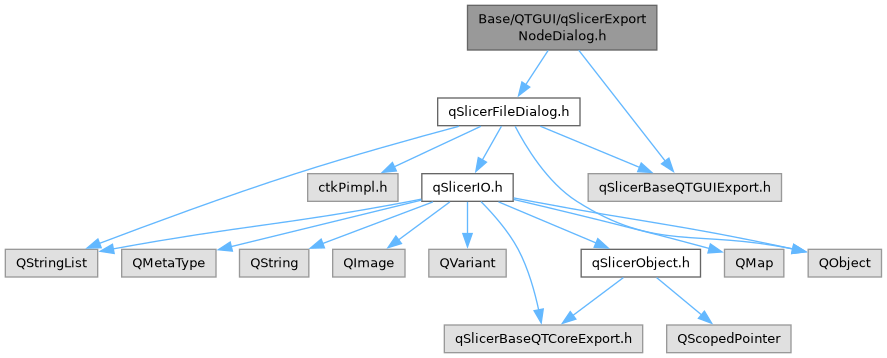 Base/QTGUI/qSlicerExport
NodeDialog.h
qSlicerFileDialog.h
ctkPimpl.h
qSlicerIO.h
qSlicerBaseQTGUIExport.h
QStringList
QMetaType
QString
QImage
QVariant
qSlicerObject.h
QMap
QObject
qSlicerBaseQTCoreExport.h
QScopedPointer